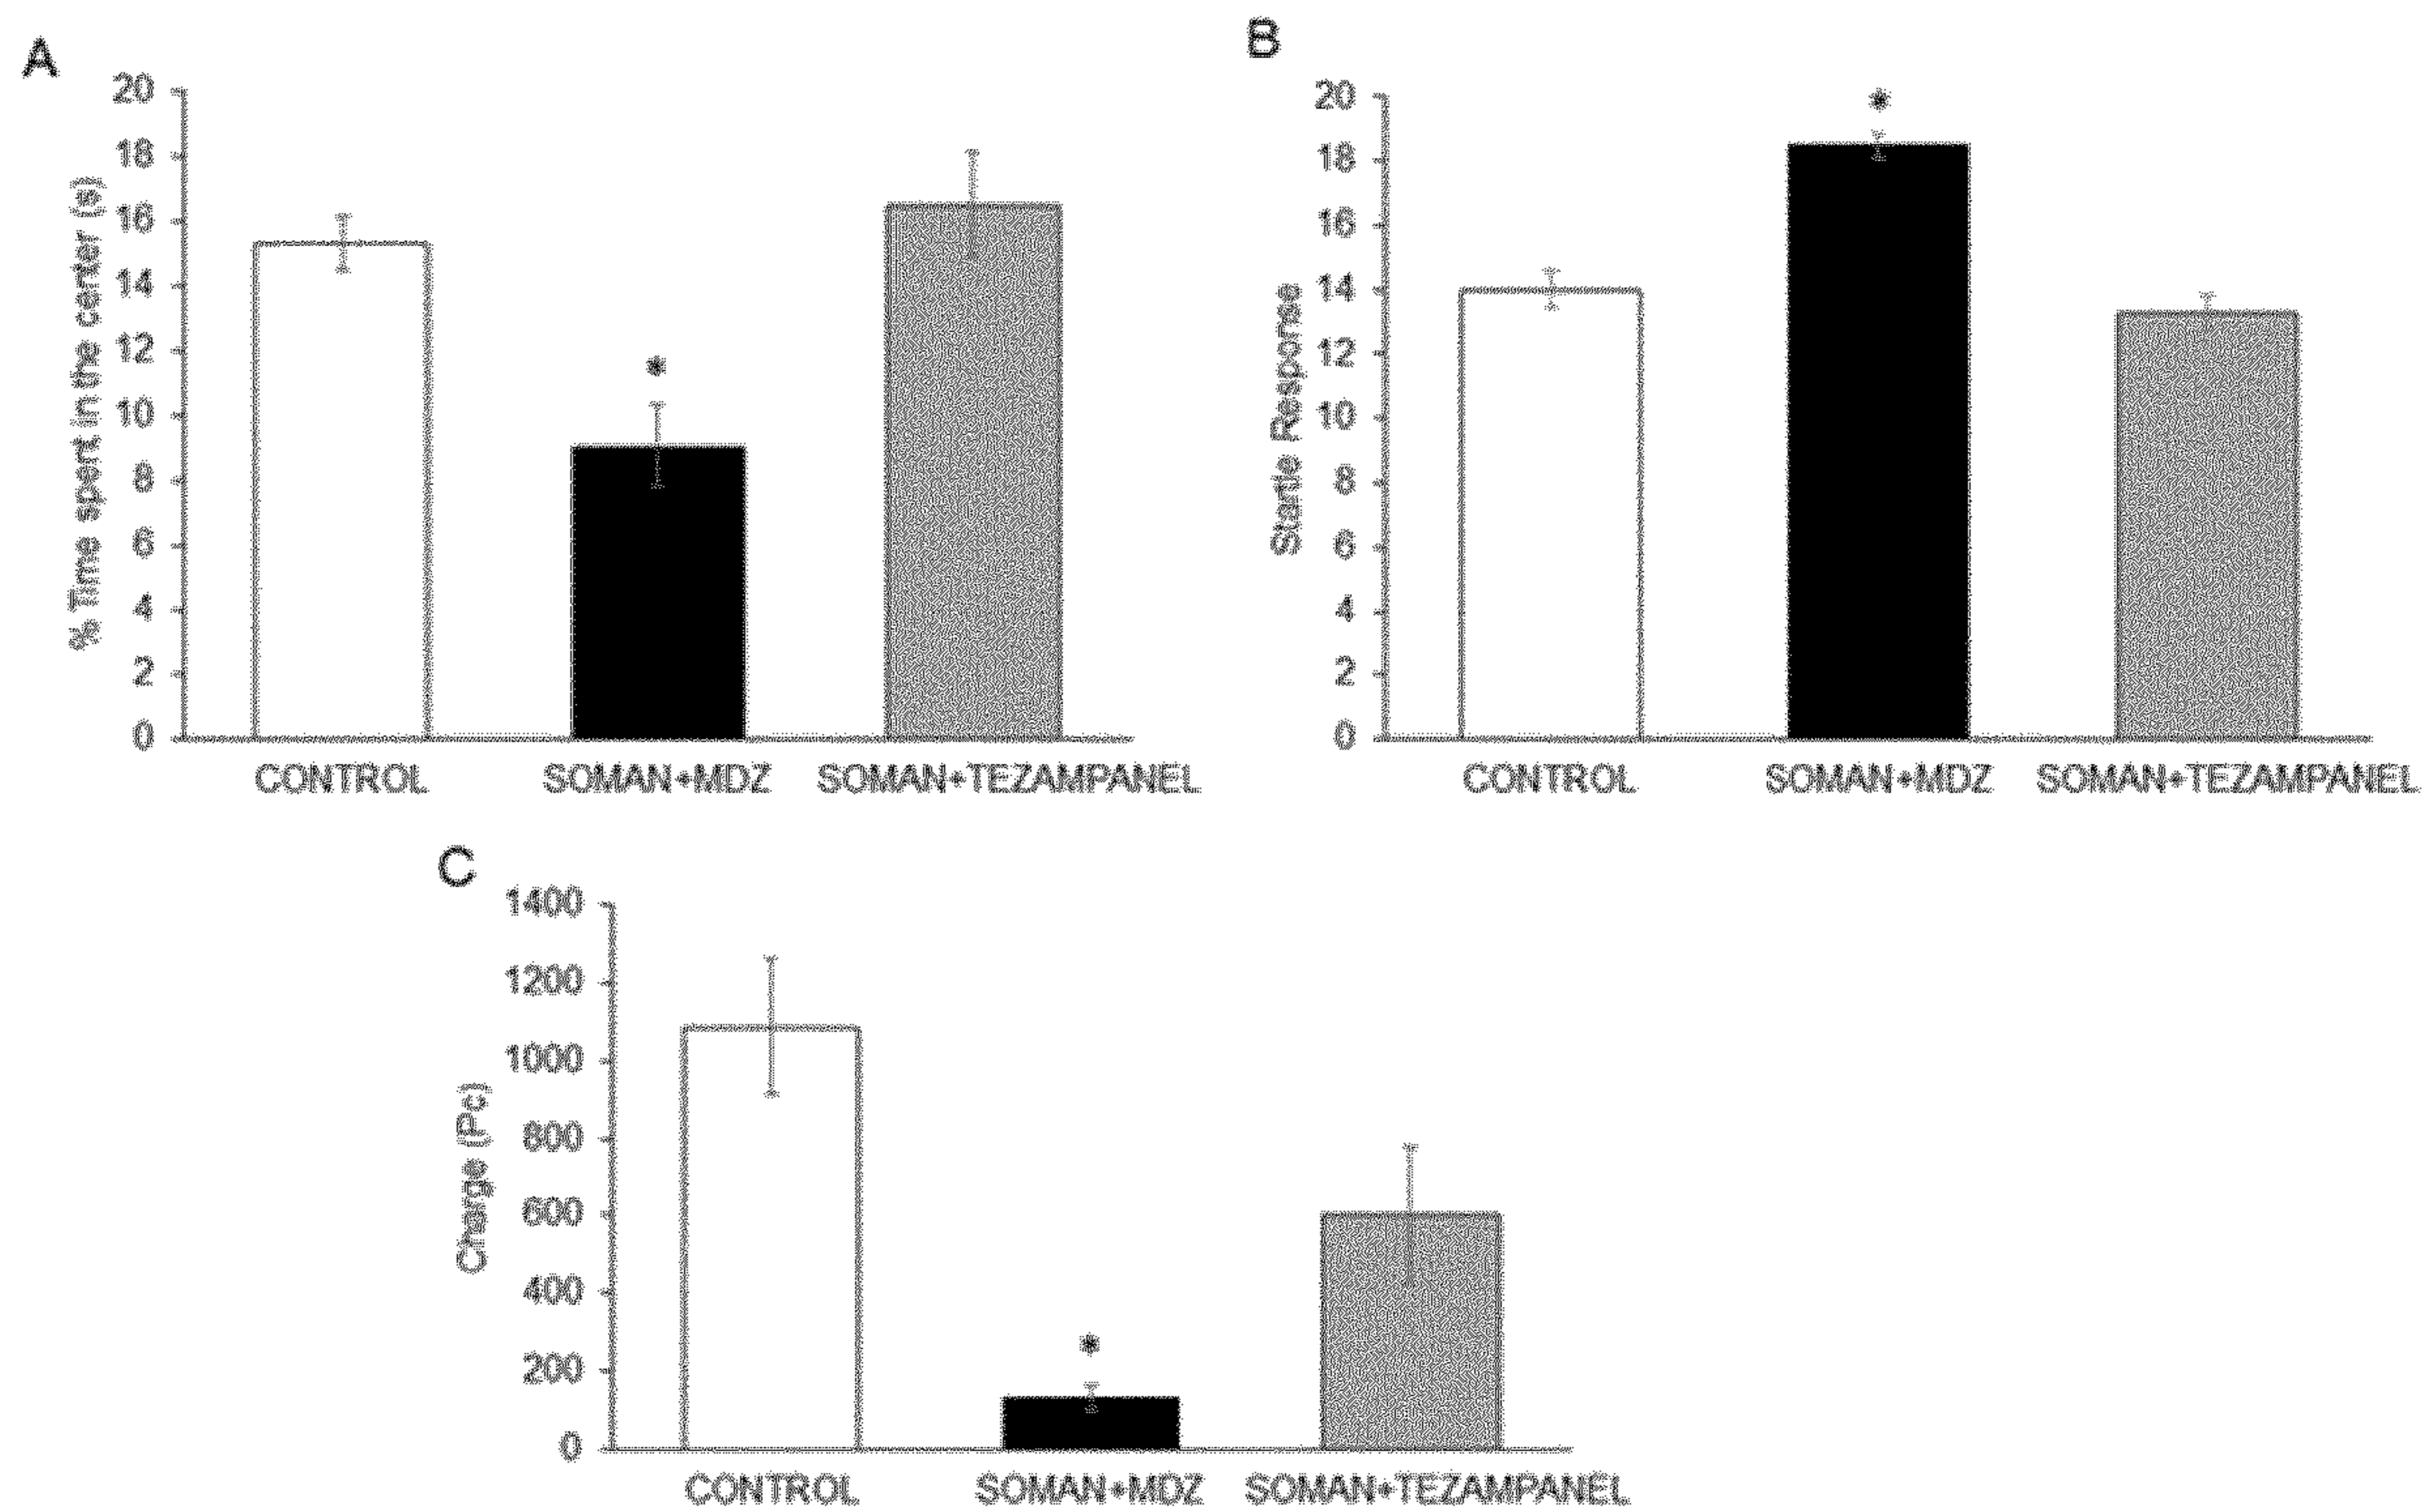 A
20
18
16
14
12
10
8
6
4
2
0
% Time spent in the center (s)
*
CONTROL
SOMAN+MDZ
SOMAN+TEZAMPANEL
B
20
18
16
14
12
10
8
6
4
2
0
Startle Response
*
CONTROL
SOMAN+MDZ
SOMAN+TEZAMPANEL
C
1400
1200
1000
800
600
400
200
0
Charge (Pc)
*
CONTROL
SOMAN+MDZ
SOMAN+TEZAMPANEL